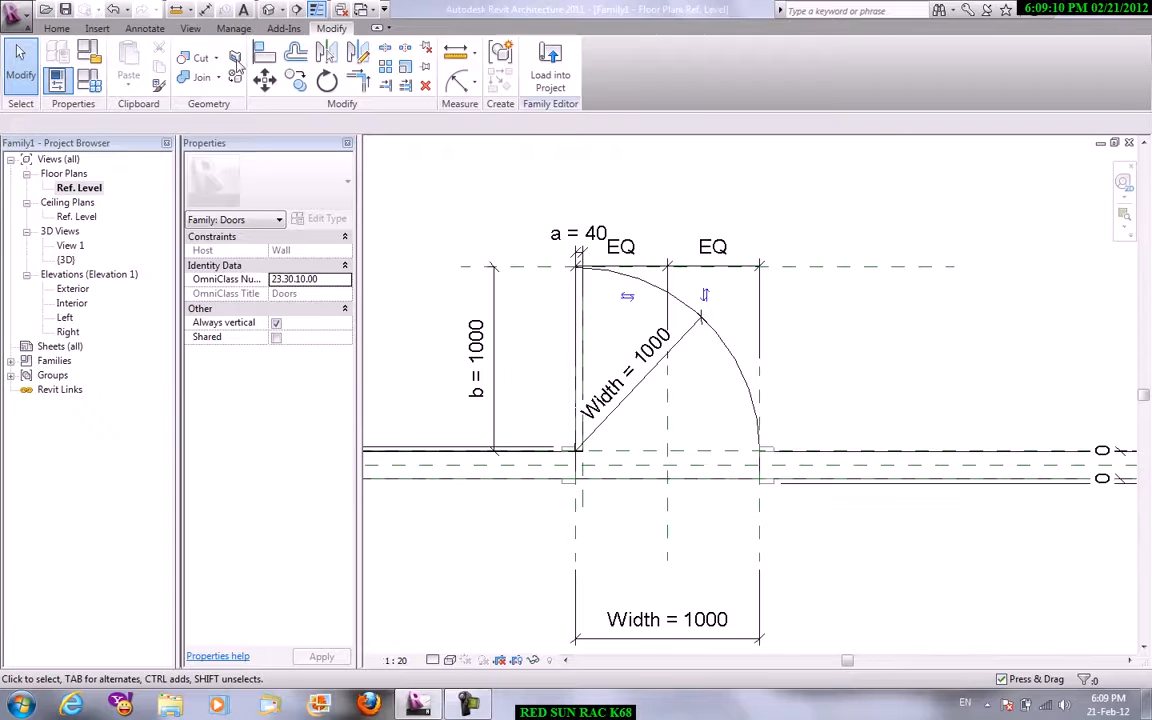 Autodesk Revit Architecture 2011 - [Family1 - Floor Plan: Ref. Level]
Type a keyword or phrase
6:09:10 PM 02/21/2012
Home Insert Annotate View Manage Add-Ins Modify
Modify
Paste
Cut
Join
Load into
Project
Select Properties Clipboard Geometry Modify Measure Create Family Editor
Family1 - Project Browser
Views (all)
Floor Plans
Ref. Level
Ceiling Plans
Ref. Level
3D Views
View 1
{3D}
Elevations (Elevation 1)
Exterior
Interior
Left
Right
Sheets (all)
Families
Groups
Revit Links
Properties
Family: Doors
Edit Type
Constraints
Host Wall
Identity Data
OmniClass Nu... 23.30.10.00
OmniClass Title Doors
Other
Always vertical
Shared
Properties help
Apply
a = 40
EQ
EQ
b = 1000
Width = 1000
0
0
Width = 1000
1 : 20
Click to select, TAB for alternates, CTRL adds, SHIFT unselects.
Press & Drag
:0
EN
6:09 PM
21-Feb-12
RED SUN RAC K68